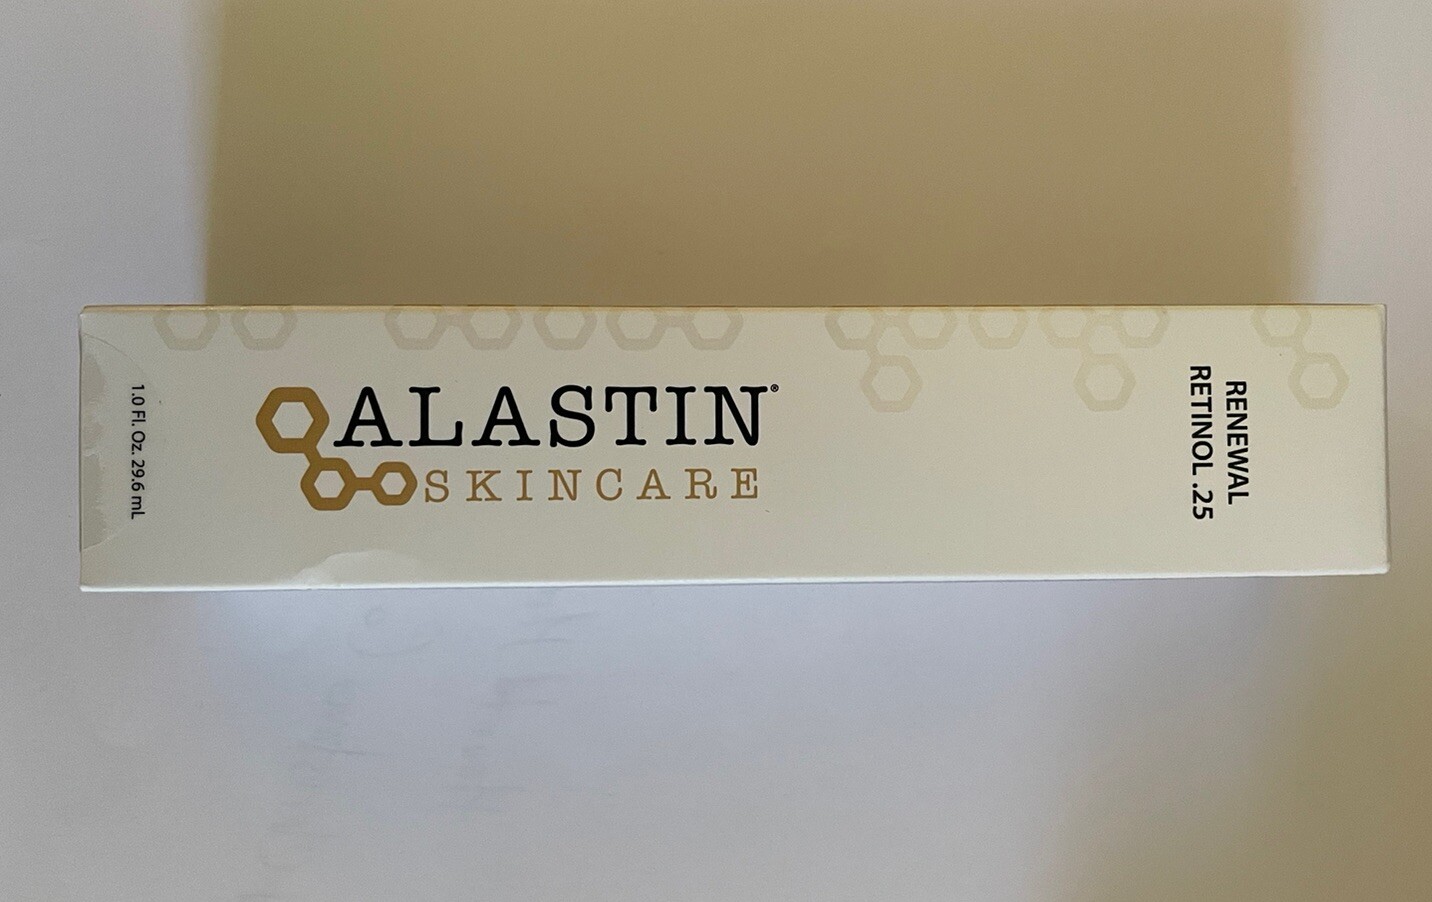 ALASTIN®
SKINCARE
RENEWAL
RETINOL .25
1.0 Fl. Oz. 29.6 mL